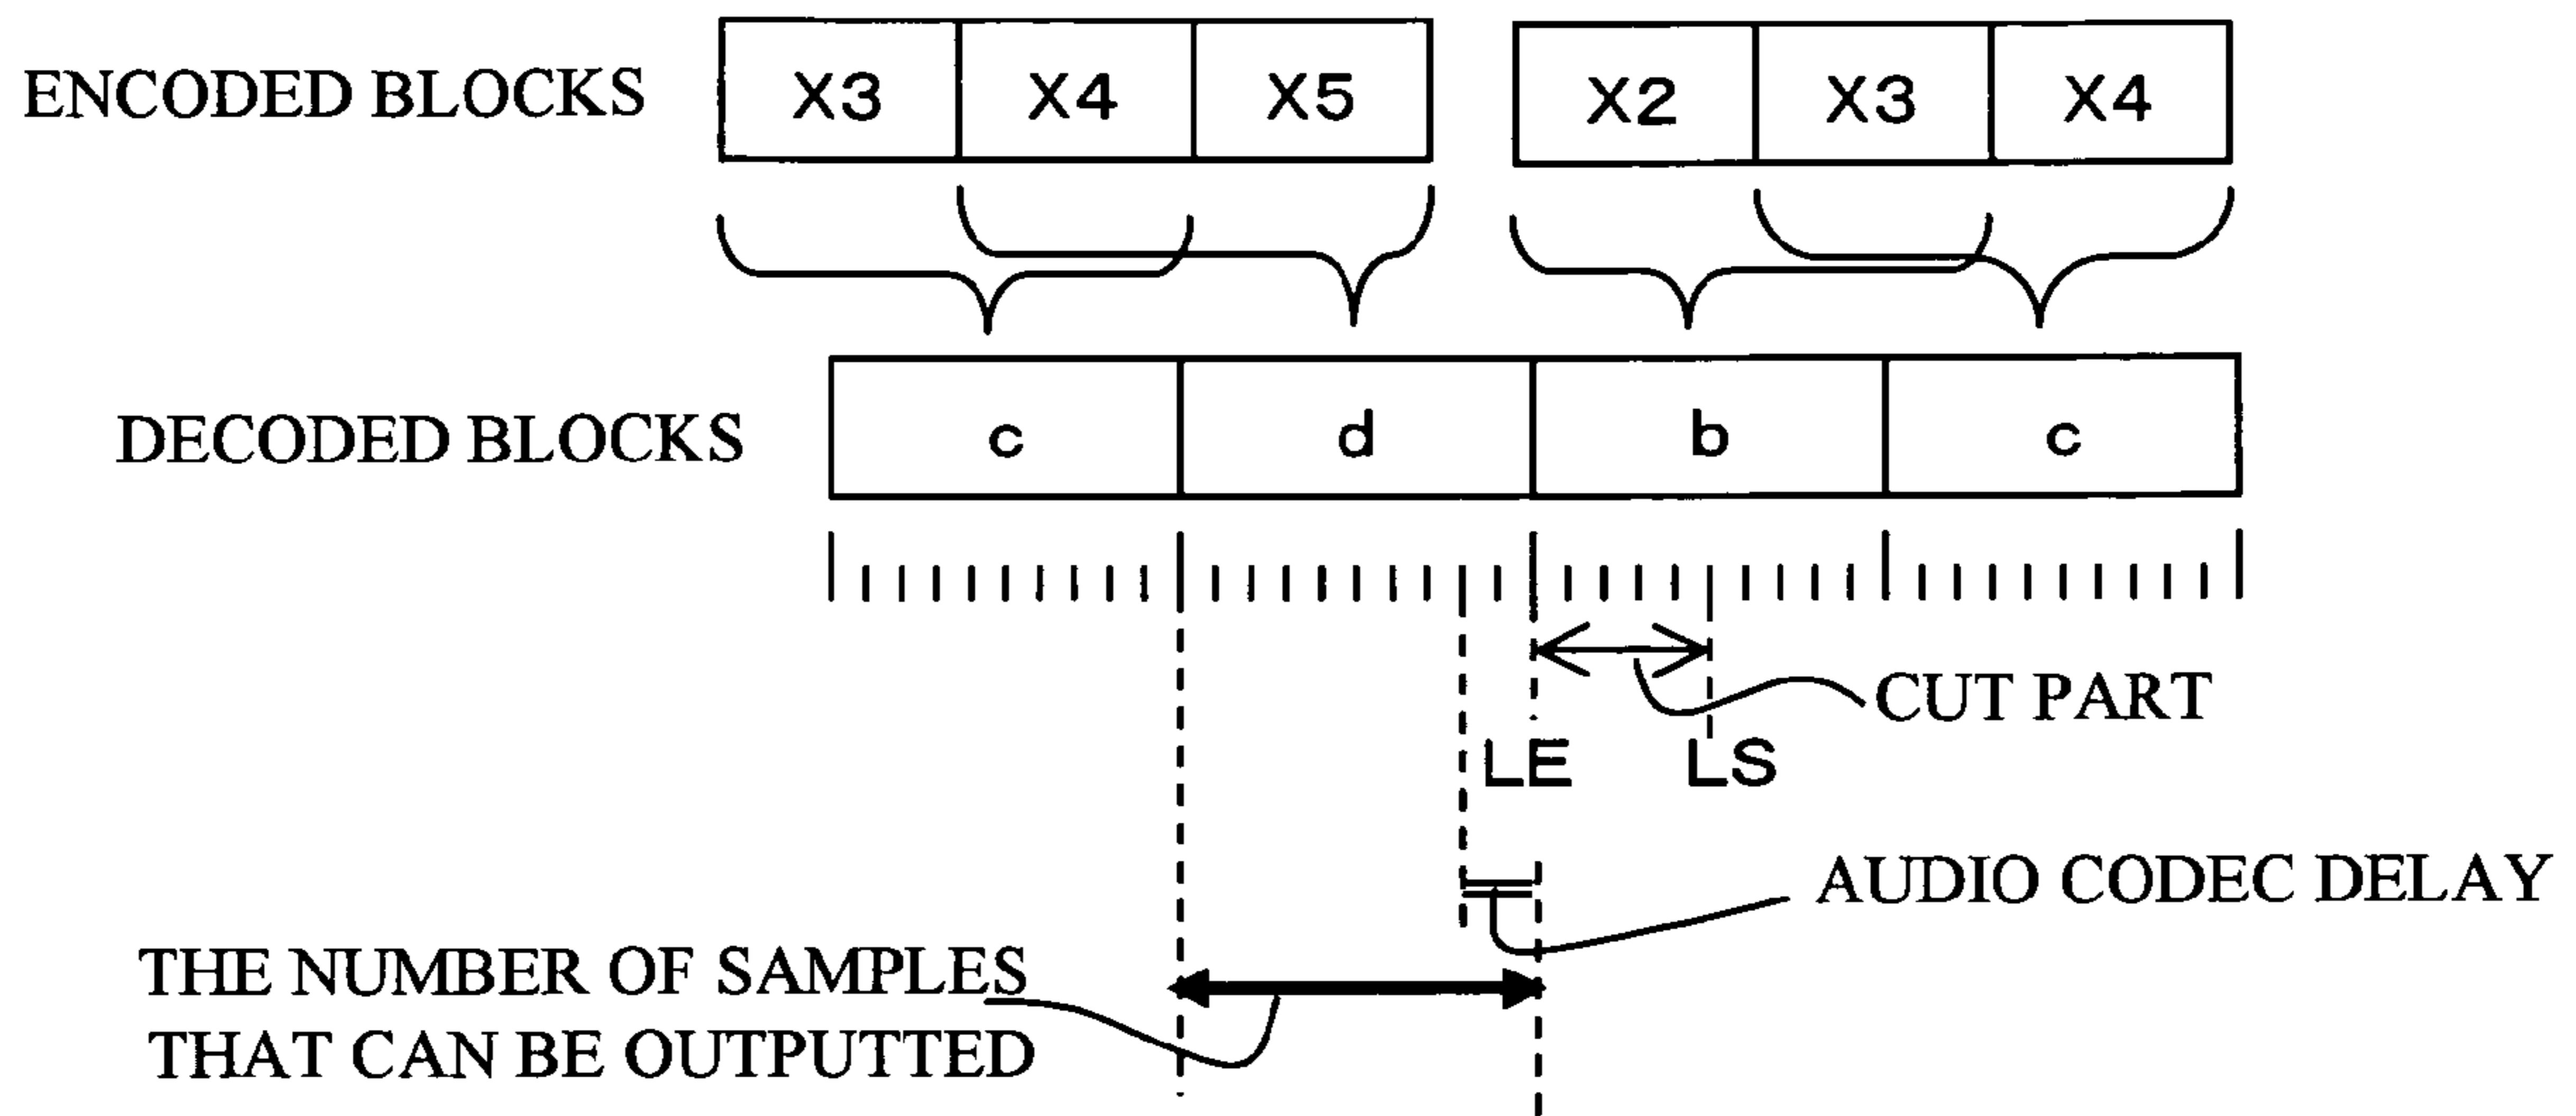 ENCODED BLOCKS X3 X4 X5 X2 X3 X4
DECODED BLOCKS c d b c
CUT PART
LE LS
AUDIO CODEC DELAY
THE NUMBER OF SAMPLES
THAT CAN BE OUTPUTTED